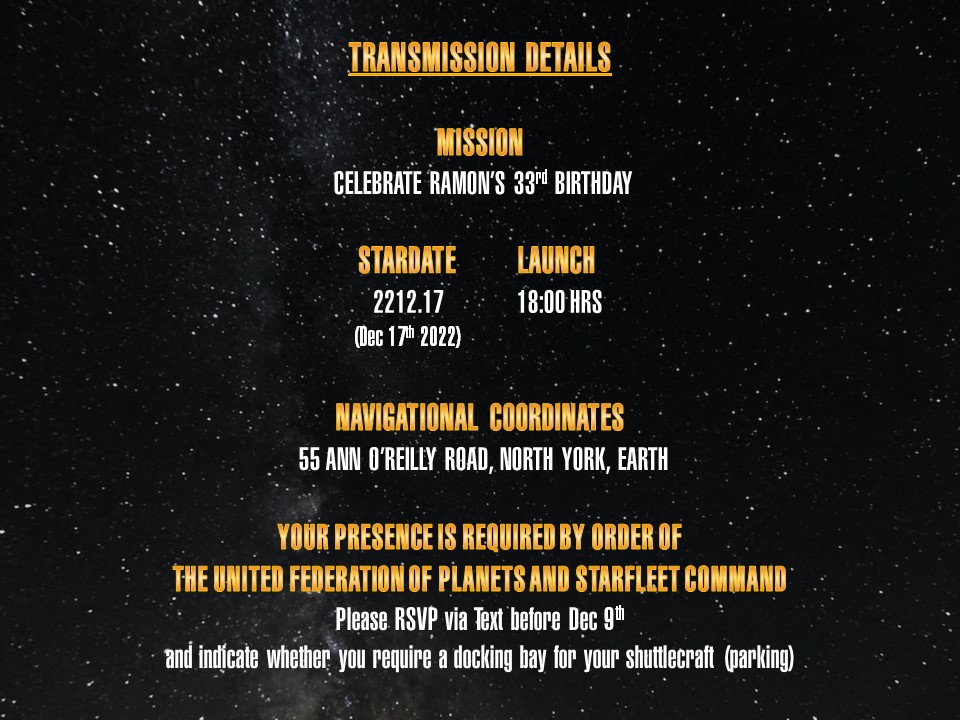 TRANSMISSION DETAILS
MISSION
CELEBRATE RAMON'S 33rd BIRTHDAY
STARDATE LAUNCH
2212.17 18:00 HRS
(Dec 17th 2022)
NAVIGATIONAL COORDINATES
55 ANN O'REILLY ROAD, NORTH YORK, EARTH
YOUR PRESENCE IS REQUIRED BY ORDER OF
THE UNITED FEDERATION OF PLANETS AND STARFLEET COMMAND
Please RSVP via Text before Dec 9th
and indicate whether you require a docking bay for your shuttlecraft (parking)